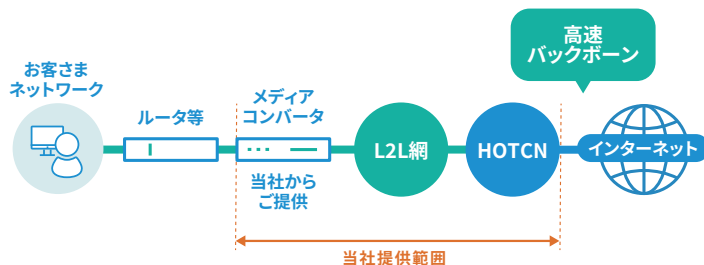 高速
バックボーン
お客さま
ネットワーク
ルータ等
メディア
コンバータ
L2L網
HOTCN
インターネット
当社から
ご提供
当社提供範囲